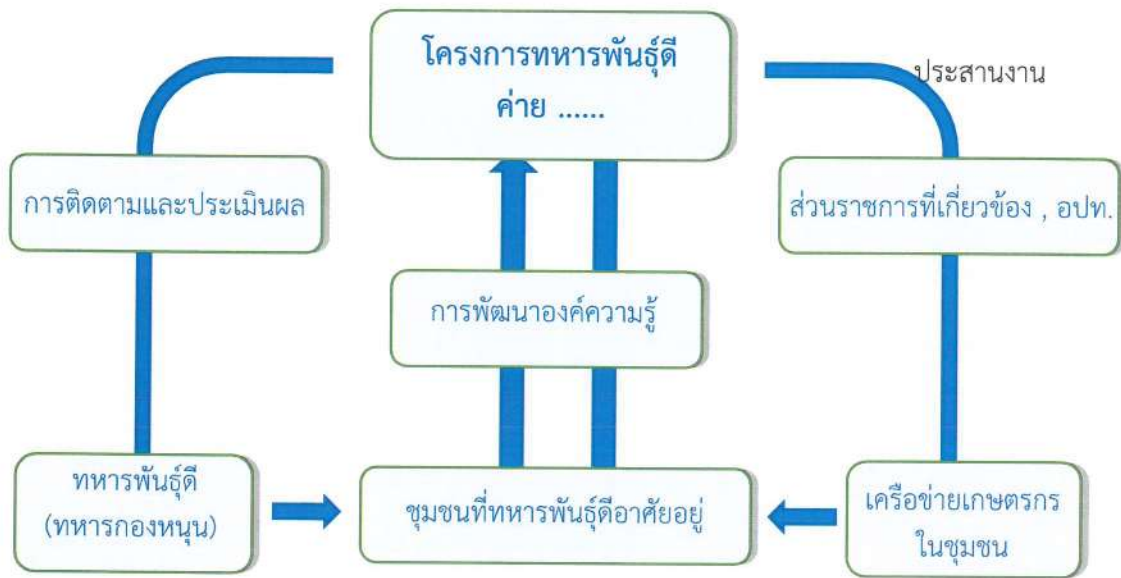 โครงการทหารพันธุ์ดี
ค่าย ......
ประสานงาน
การติดตามและประเมินผล
ส่วนราชการที่เกี่ยวข้อง , อปท.
การพัฒนาองค์ความรู้
ทหารพันธุ์ดี
(ทหารกองหนุน)
ชุมชนที่ทหารพันธุ์ดีอาศัยอยู่
เครือข่ายเกษตรกร
ในชุมชน